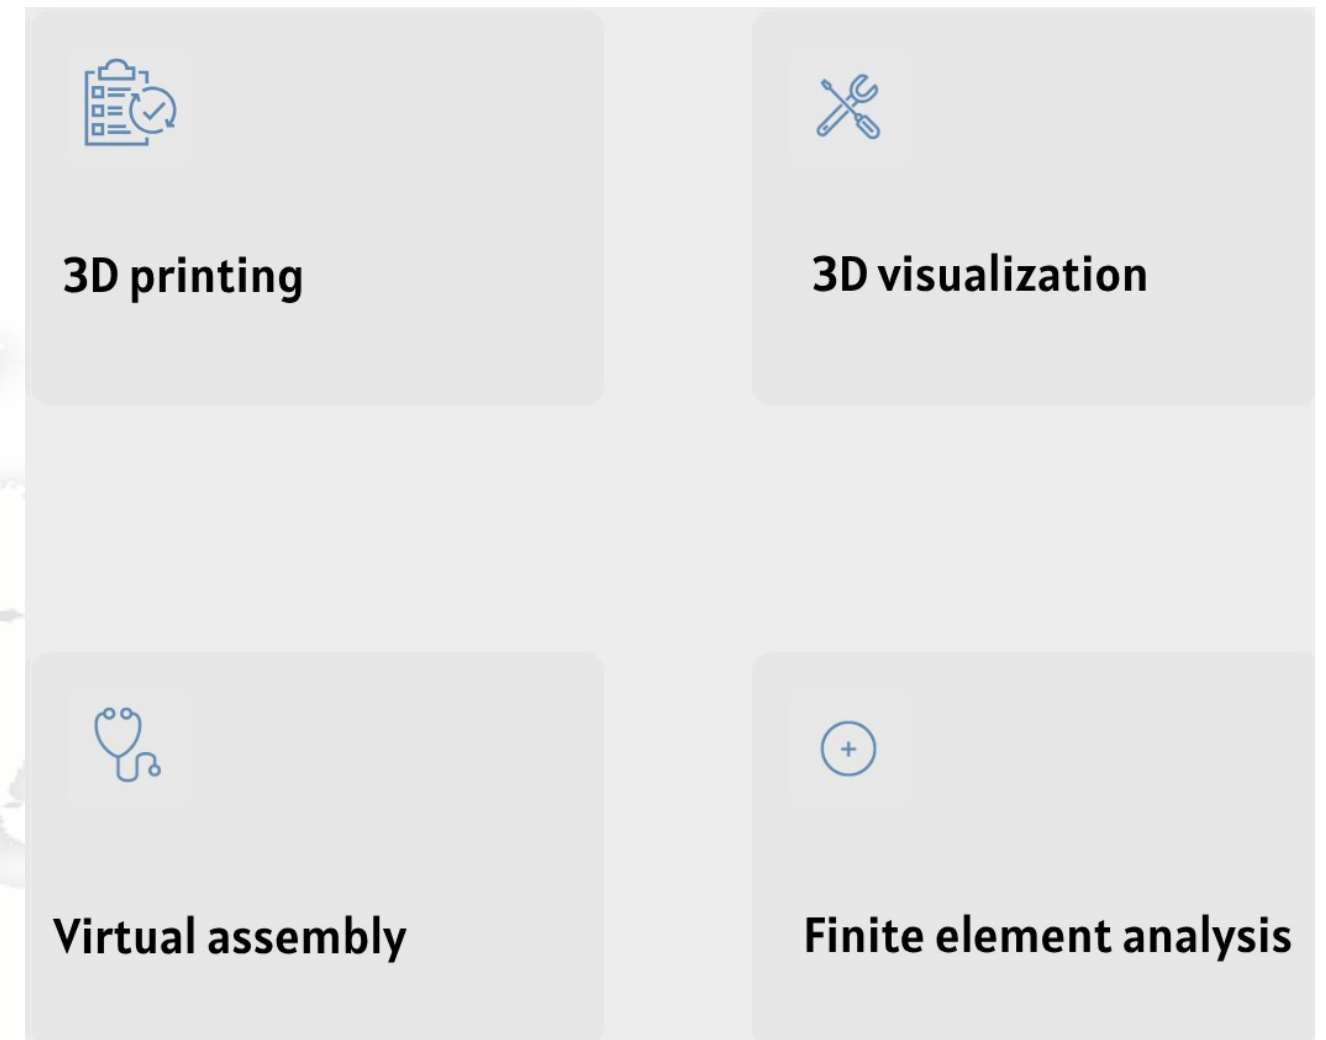 3D printing
3D visualization
Virtual assembly
Finite element analysis